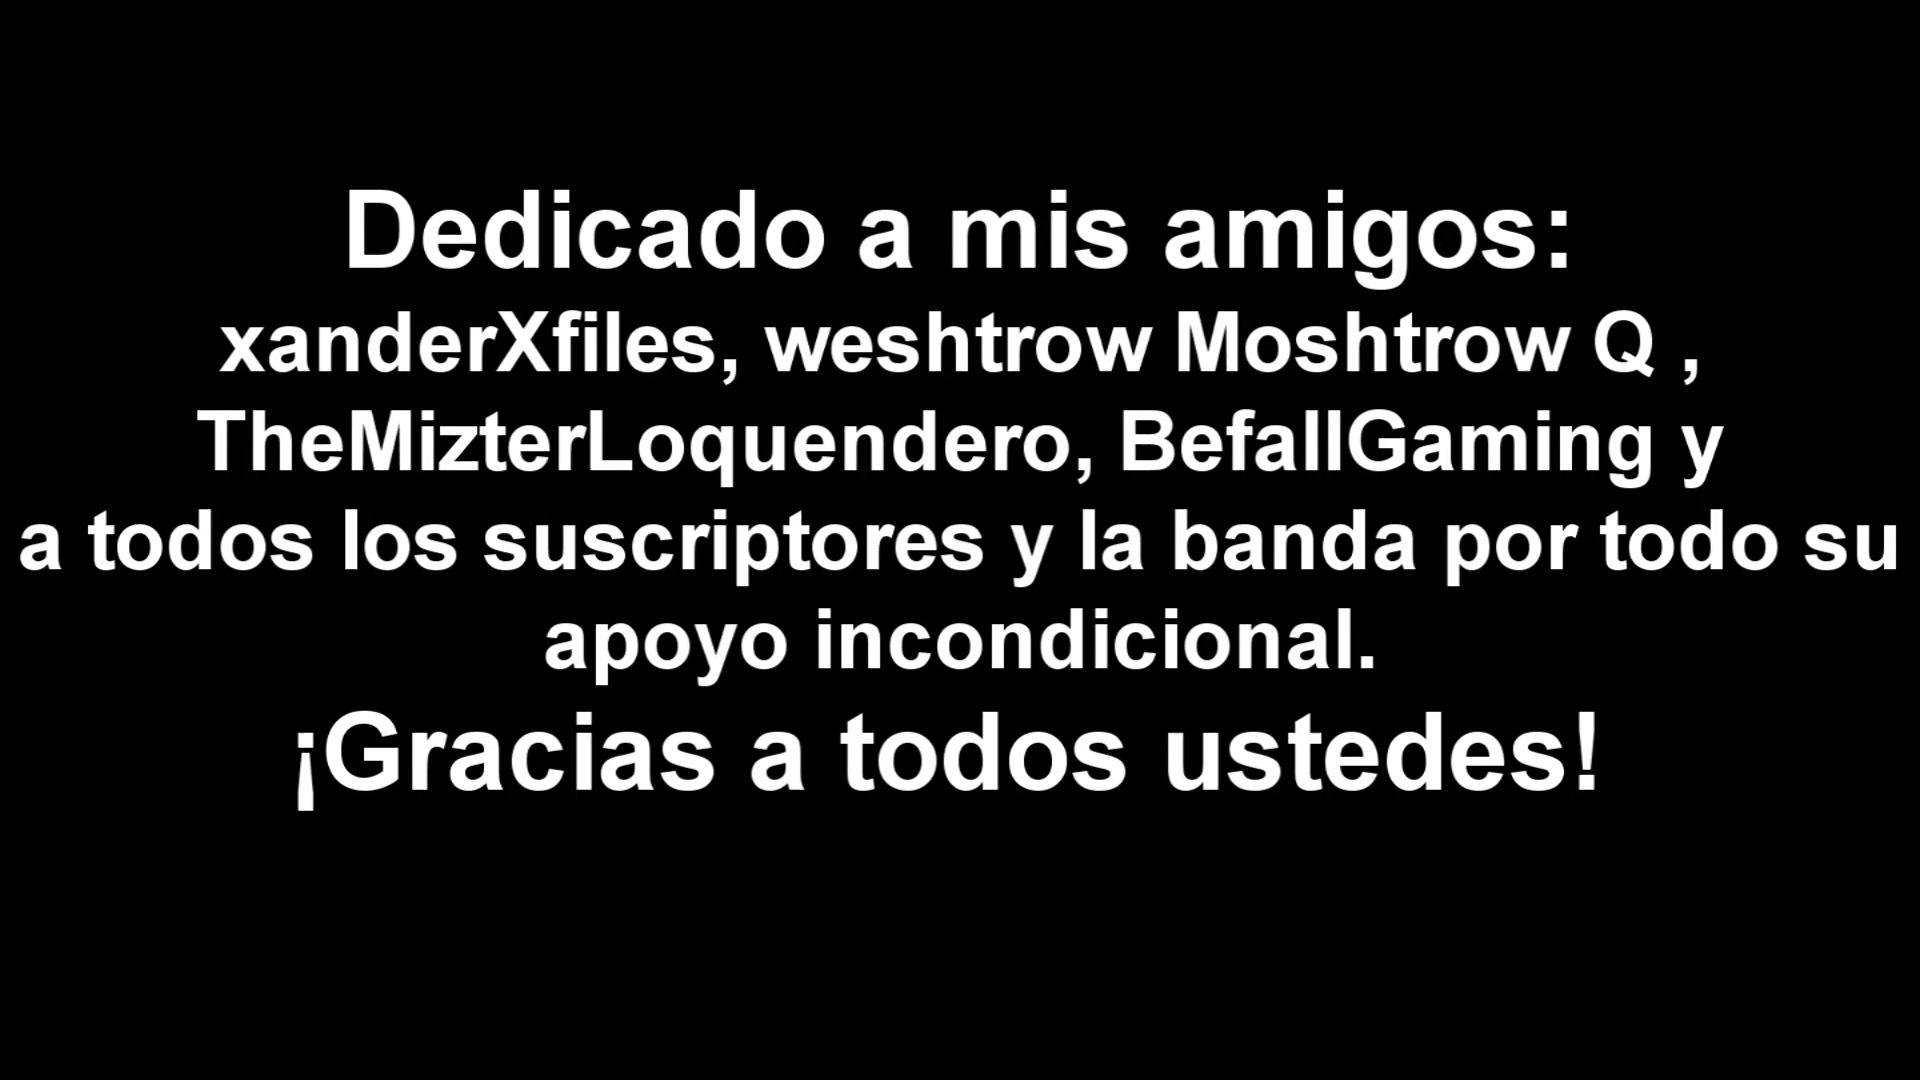 Dedicado a mis amigos:
xanderXfiles, weshtrow Moshtrow Q ,
TheMizterLoquendero, BefallGaming y
a todos los suscriptores y la banda por todo su
apoyo incondicional.
¡Gracias a todos ustedes!